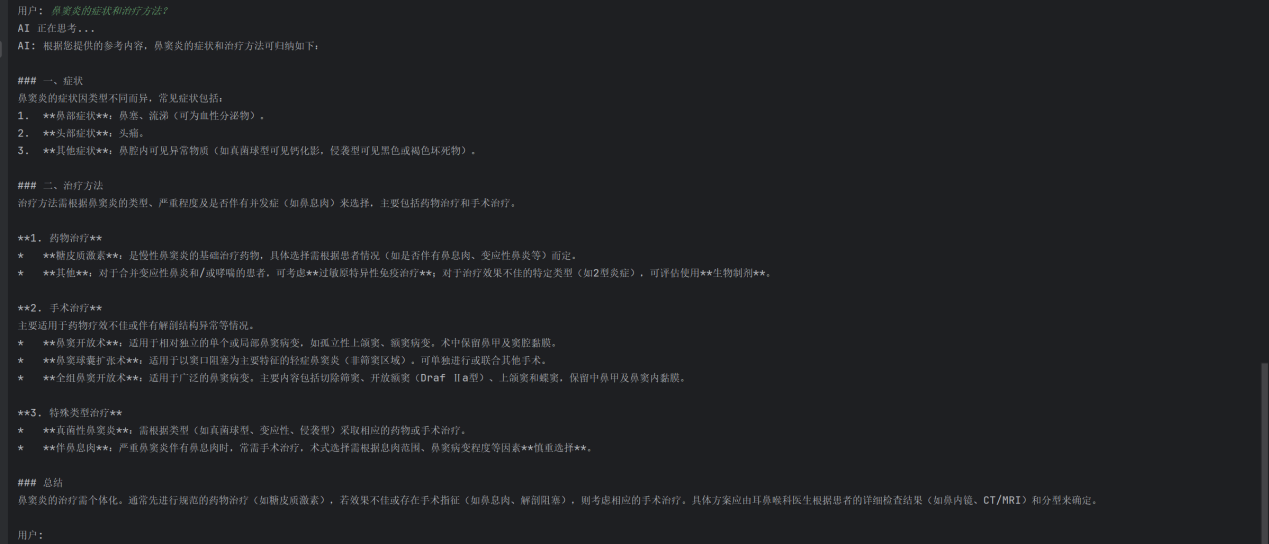 用户: 鼻窦炎的症状和治疗方法?
AI 正在思考...
AI: 根据您提供的参考内容，鼻窦炎的症状和治疗方法可归纳如下：
### 一、症状
鼻窦炎的症状因类型不同而异，常见症状包括：
1.  **鼻部症状**：鼻塞、流涕（可为血性分泌物）。
2.  **头部症状**：头痛。
3.  **其他症状**：鼻腔内可见异常物质（如真菌球型可见钙化影，侵袭型可见黑色或褐色坏死物）。
### 二、治疗方法
治疗方法需根据鼻窦炎的类型、严重程度及是否伴有并发症（如鼻息肉）来选择，主要包括药物治疗和手术治疗。
**1. 药物治疗**
*   **糖皮质激素**：是慢性鼻窦炎的基础治疗药物，具体选择需根据患者情况（如是否伴有鼻息肉、变应性鼻炎等）而定。
*   **其他**：对于合并变应性鼻炎和/或哮喘的患者，可考虑**过敏原特异性免疫治疗**；对于治疗效果不佳的特定类型（如2型炎症），可评估使用**生物制剂**。
**2. 手术治疗**
主要适用于药物疗效不佳或伴有解剖结构异常等情况。
*   **鼻窦开放术**：适用于相对独立的单个或局部鼻窦病变，如孤立性上颌窦、额窦病变。术中保留鼻甲及窦腔黏膜。
*   **鼻窦球囊扩张术**：适用于以窦口阻塞为主要特征的轻症鼻窦炎（非筛窦区域），可单独进行或联合其他手术。
*   **全组鼻窦开放术**：适用于广泛的鼻窦病变，主要内容包括切除筛窦、开放额窦（Draf Ⅱa型）、上颌窦和蝶窦，保留中鼻甲及鼻窦内黏膜。
**3. 特殊类型治疗**
*   **真菌性鼻窦炎**：需根据类型（如真菌球型、变应性、侵袭型）采取相应的药物或手术治疗。
*   **伴鼻息肉**：严重鼻窦炎伴有鼻息肉时，常需手术治疗，术式选择需根据息肉范围、鼻窦病变程度等因素**慎重选择**。
### 总结
鼻窦炎的治疗需个体化。通常先进行规范的药物治疗（如糖皮质激素），若效果不佳或存在手术指征（如鼻息肉、解剖阻塞），则考虑相应的手术治疗。具体方案应由耳鼻喉科医生根据患者的详细检查结果（如鼻内镜、CT/MRI）和分型来确定。
用户: